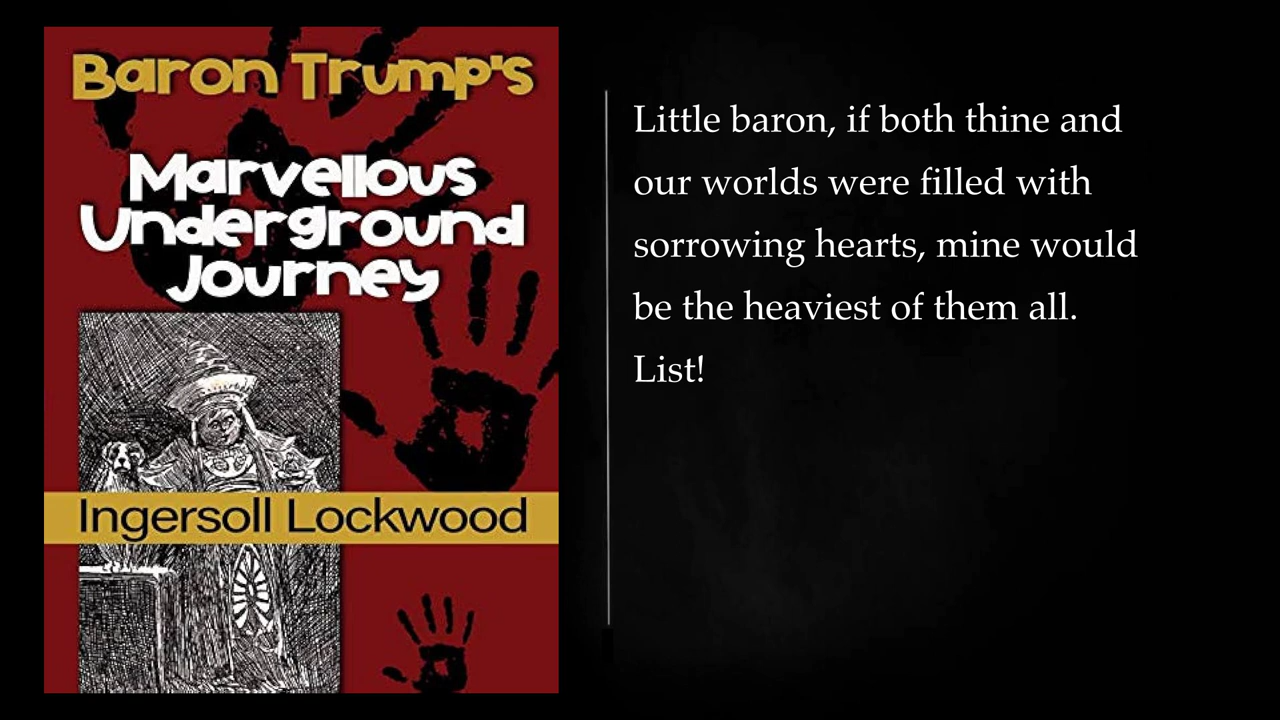 Baron Trump's
Marvellous
Underground
Journey
Ingersoll Lockwood
Little baron, if both thine and
our worlds were filled with
sorrowing hearts, mine would
be the heaviest of them all.
List!